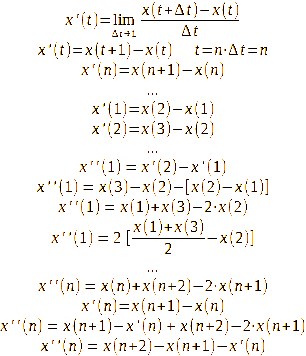 x'(t)=lim Δt→1 x(t+Δt)−x(t) / Δt
x'(t)=x(t+1)−x(t) t=n·Δt=n
x'(n)=x(n+1)−x(n)
...
x'(1)=x(2)−x(1)
x'(2)=x(3)−x(2)
...
x''(1) = x'(2)−x'(1)
x''(1) = x(3)−x(2)−[x(2)−x(1)]
x''(1) = x(1)+x(3)−2·x(2)
x''(1) = 2 [x(1)+x(3) / 2 −x(2)]
...
x''(n) = x(n)+x(n+2)−2·x(n+1)
x'(n)=x(n+1)−x(n)
x''(n) = x(n+1)−x'(n) + x(n+2)−2·x(n+1)
x''(n) = x(n+2)−x(n+1)−x'(n)